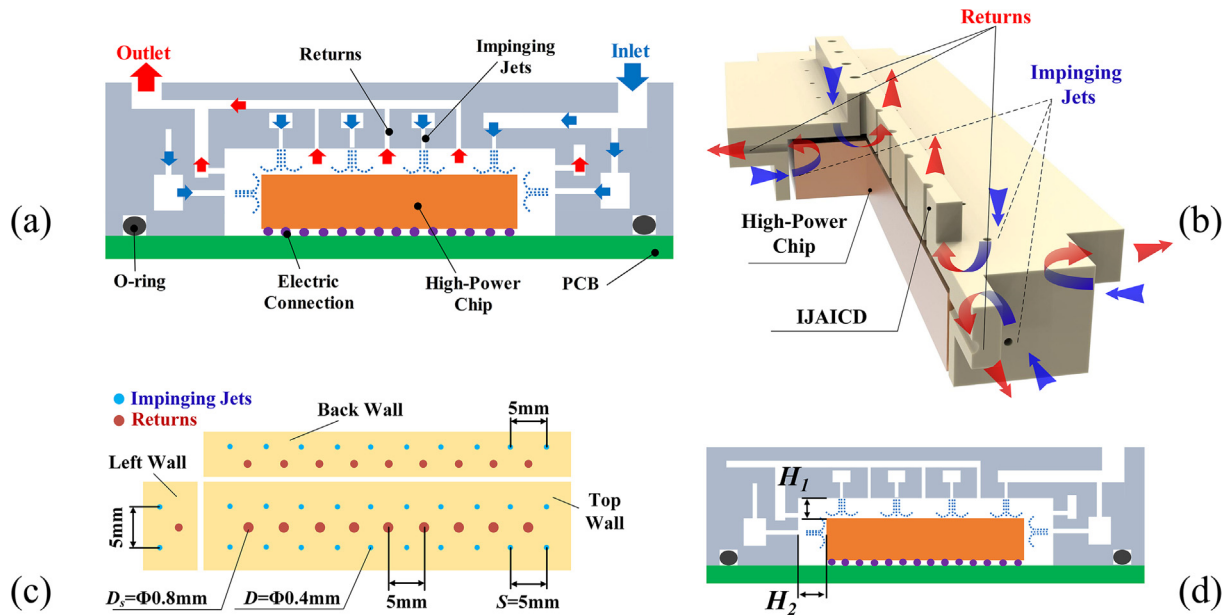 (a)
Outlet
Returns
Impinging
Jets
Inlet
O-ring
Electric
Connection
High-Power
Chip
PCB
(b)
Returns
Impinging
Jets
High-Power
Chip
IJAICD
(c)
Impinging Jets
Returns
Back Wall
5mm
Left Wall
Top
Wall
5mm
5mm
Dₛ=Φ0.8mm
D=Φ0.4mm
S=5mm
(d)
H₁
H₂